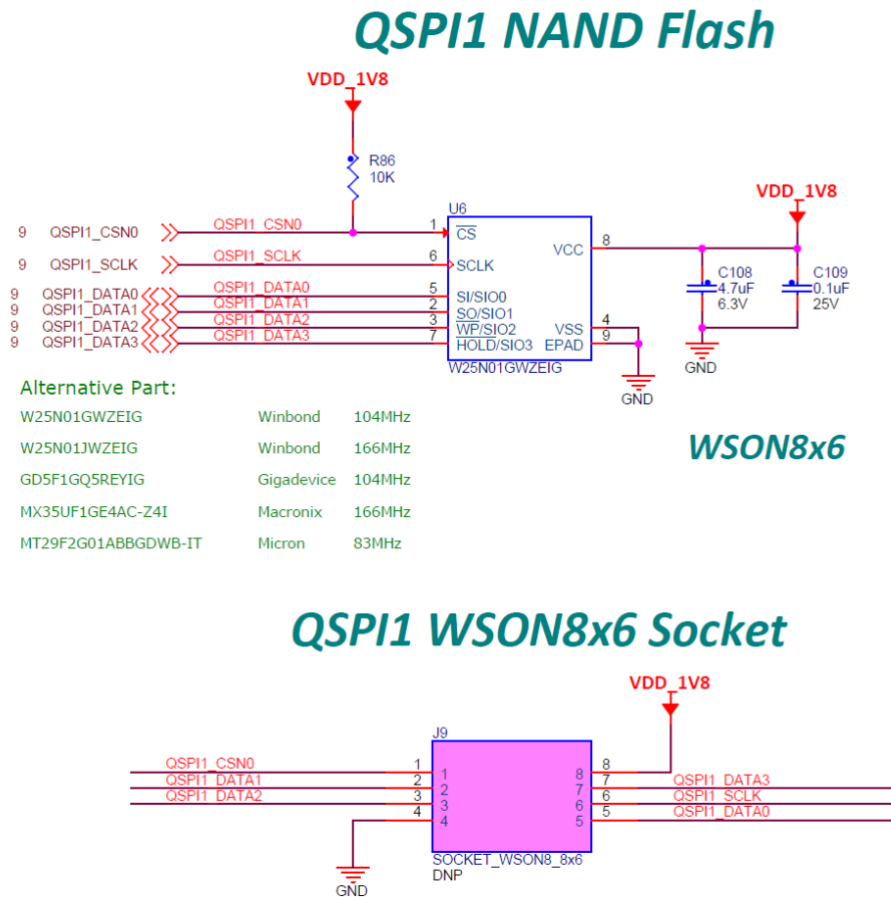 QSPI1 NAND Flash
VDD_1V8
R86
10K
VDD_1V8
U6
9 QSPI1_CSN0 QSPI1_CSN0 1 CS VCC 8
9 QSPI1_SCLK QSPI1_SCLK 6 SCLK
C108 C109
4.7uF 0.1uF
6.3V 25V
9 QSPI1_DATA0 QSPI1_DATA0 5 SI/SIO0
9 QSPI1_DATA1 QSPI1_DATA1 2 SO/SIO1
9 QSPI1_DATA2 QSPI1_DATA2 3 WP/SIO2 VSS 4
9 QSPI1_DATA3 QSPI1_DATA3 7 HOLD/SIO3 EPAD 9
W25N01GWZEIG
GND
GND
Alternative Part:
W25N01GWZEIG Winbond 104MHz
W25N01JWZEIG Winbond 166MHz
GD5F1GQ5REYIG Gigadevice 104MHz
MX35UF1GE4AC-Z4I Macronix 166MHz
MT29F2G01ABBGDWB-IT Micron 83MHz
WSON8x6
QSPI1 WSON8x6 Socket
VDD_1V8
J9
QSPI1_CSN0 1 1 8 8
QSPI1_DATA1 2 2 7 7 QSPI1_DATA3
QSPI1_DATA2 3 3 6 6 QSPI1_SCLK
4 4 5 5 QSPI1_DATA0
SOCKET_WSON8_8x6
DNP
GND